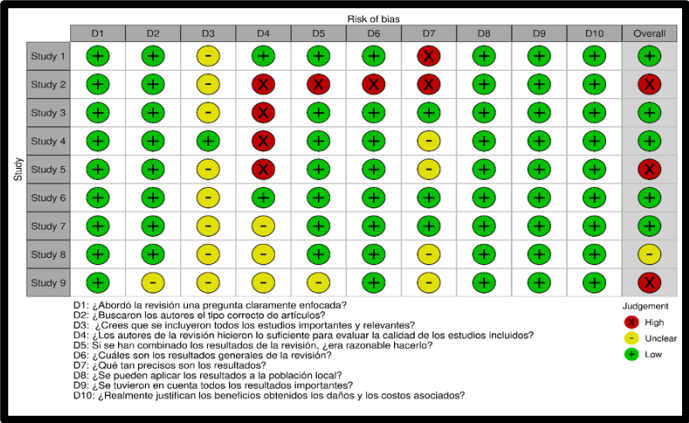 Risk of bias
D1 D2 D3 D4 D5 D6 D7 D8 D9 D10 Overall
Study 1 + + - + + + X + + + +
Study 2 + + - X X X X + + + X
Study 3 + + - X + + + + + + +
Study 4 + + + X + + - + + + +
Study 5 + + - X + + - + + + X
Study 6 + + - + + + + + + + +
Study 7 + + - - + + + + + + +
Study 8 + + - - + + - + + + -
Study 9 + - - - - + - + + + X
Study
D1: ¿Abordó la revisión una pregunta claramente enfocada?
D2: ¿Buscaron los autores el tipo correcto de artículos?
D3: ¿Crees que se incluyeron todos los estudios importantes y relevantes?
D4: ¿Los autores de la revisión hicieron lo suficiente para evaluar la calidad de los estudios incluidos?
D5: Si se han combinado los resultados de la revisión, ¿era razonable hacerlo?
D6: ¿Cuáles son los resultados generales de la revisión?
D7: ¿Qué tan precisos son los resultados?
D8: ¿Se pueden aplicar los resultados a la población local?
D9: ¿Se tuvieron en cuenta todos los resultados importantes?
D10: ¿Realmente justifican los beneficios obtenidos los daños y los costos asociados?
Judgement
X High
- Unclear
+ Low